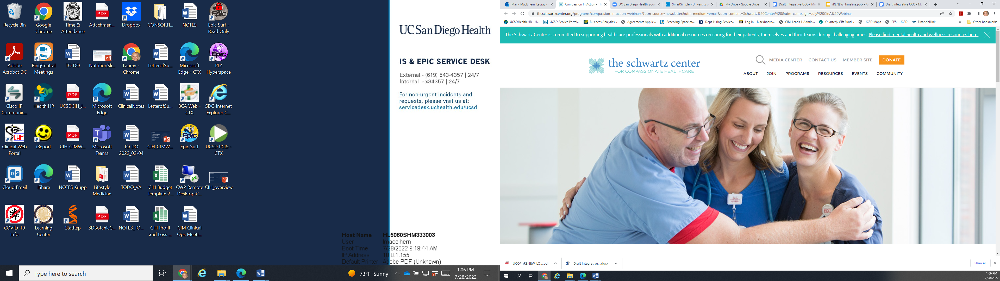 Recycle Bin
Google Chrome
Time & Attendance
Attachmen...
Dropbox
CONSORTI...
NOTES
Epic Surf - Read Only
Adobe Acrobat DC
RingCentral Meetings
TO DO
NutritionSli...
Lauray - Chrome
LetterofSu...
Microsoft Edge - CTX
PLY Hyperspace
Cisco IP Communic...
Health HR
UCSDCIH_J...
Microsoft Edge
ClinicalNotes
LetterofSu...
BCA Web - CTX
SDC-Internet Explorer C...
Clinical Web Portal
iReport
CIH_CfMW...
Microsoft Teams
TO DO 2022_02-04
CIH_CfMW...
Epic Surf
UCSD PCIS - CTX
Cloud Email
iShare
NOTES Krupp
Lifestyle Medicine
TODO_VA
CIH Budget Template 2...
CWP Remote Desktop C...
CIH_overview
COVID-19 Info
Learning Center
StatRep
SDBotanicG...
NOTES_TO...
CIH Profit and Loss ...
CIM Clinical Ops Meeti...
UC San Diego Health
IS & EPIC SERVICE DESK
External - (619) 543-4357 | 24/7
Internal - x34357 | 24/7
For non-urgent incidents and
requests, please visit us at:
servicedesk.uchealth.edu/ucsd
Host Name HL5060SHM333003
User lmacelhern
Boot Time 7/28/2022 9:19:44 AM
IP Address 10.0.1.155
Default Printer Adobe PDF (Unknown)
Type here to search
73°F Sunny
1:06 PM
7/28/2022
Mail - MacElhern, Lauray -
Compassion In Action - Th
UC San Diego Health Zoo
SmartSimple - University o
My Drive - Google Drive
Draft Integrative UCOP Mu
iRENEW_Timeline.pptx - G
Draft Integrative UCOP Mu
theschwartzcenter.org/programs/compassion-in-action-webinars/?utm_source=newsletter&utm_medium=email&utm_content=Schwartz%20Center%20&utm_campaign=July%20CinA%20Webinar
UCSDHealth HR - H...
UCSD Service Portal...
Business Analytics...
Agreements Applic...
Reserving Space at...
Dept-Hiring Service...
Log In – Blackboard...
CIM-Leads-L Admin...
Quarterly Gift Fund...
UCSD Maps
PPS - UCSD
FinancialLink
Other bookmarks
The Schwartz Center is committed to supporting healthcare professionals with additional resources on caring for their patients, themselves and their teams during challenging times. Please find mental health and wellness resources here.
the schwartz center
FOR COMPASSIONATE HEALTHCARE
MEDIA CENTER CONTACT US MEMBER SITE DONATE
ABOUT JOIN PROGRAMS RESOURCES EVENTS COMMUNITY
BEST
UCOP_iRENEW_LO....pdf
Draft Integrative....docx
Show all
1:06 PM
7/28/2022